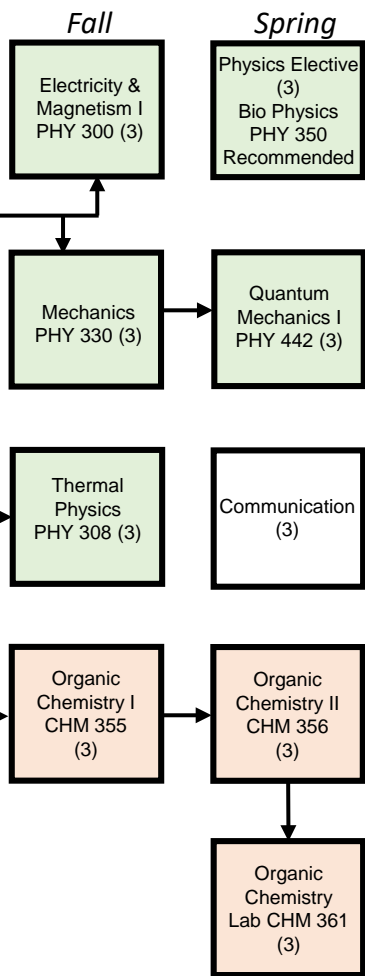 Fall
Spring
Electricity &
Magnetism I
PHY 300 (3)
Physics Elective
(3)
Bio Physics
PHY 350
Recommended
Mechanics
PHY 330 (3)
Quantum
Mechanics I
PHY 442 (3)
Thermal
Physics
PHY 308 (3)
Communication
(3)
Organic
Chemistry I
CHM 355
(3)
Organic
Chemistry II
CHM 356
(3)
Organic
Chemistry
Lab CHM 361
(3)